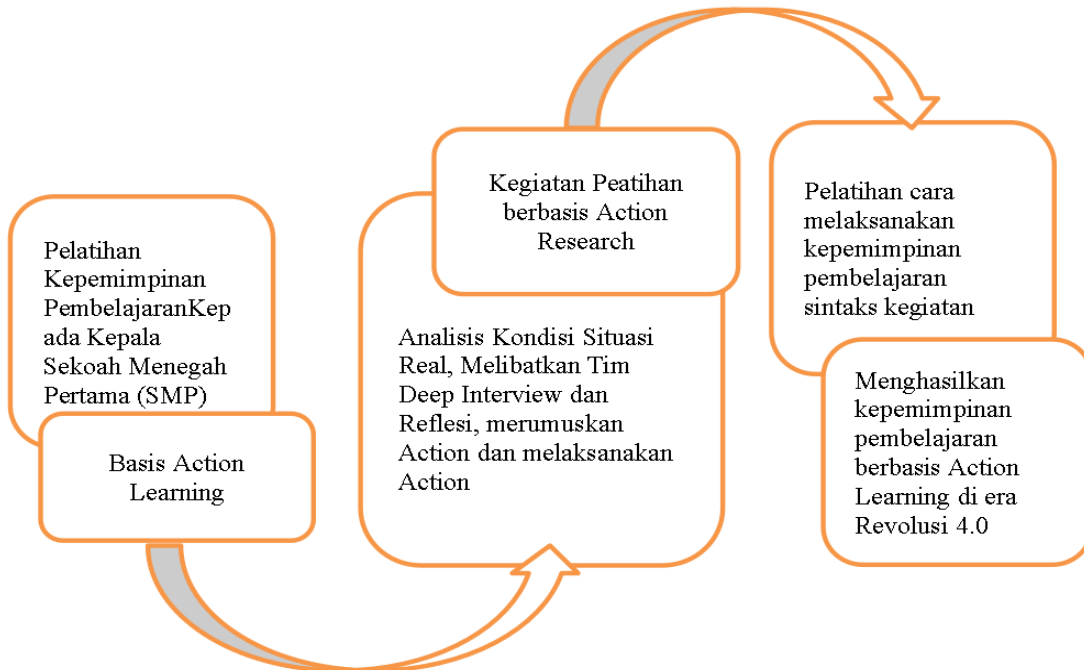 Pelatihan
Kepemimpinan
PembelajaranKep
ada Kepala
Sekoah Menegah
Pertama (SMP)
Basis Action
Learning
Kegiatan Peatihan
berbasis Action
Research
Analisis Kondisi Situasi
Real, Melibatkan Tim
Deep Interview dan
Reflesi, merumuskan
Action dan melaksanakan
Action
Pelatihan cara
melaksanakan
kepemimpinan
pembelajaran
sintaks kegiatan
Menghasilkan
kepemimpinan
pembelajaran
berbasis Action
Learning di era
Revolusi 4.0